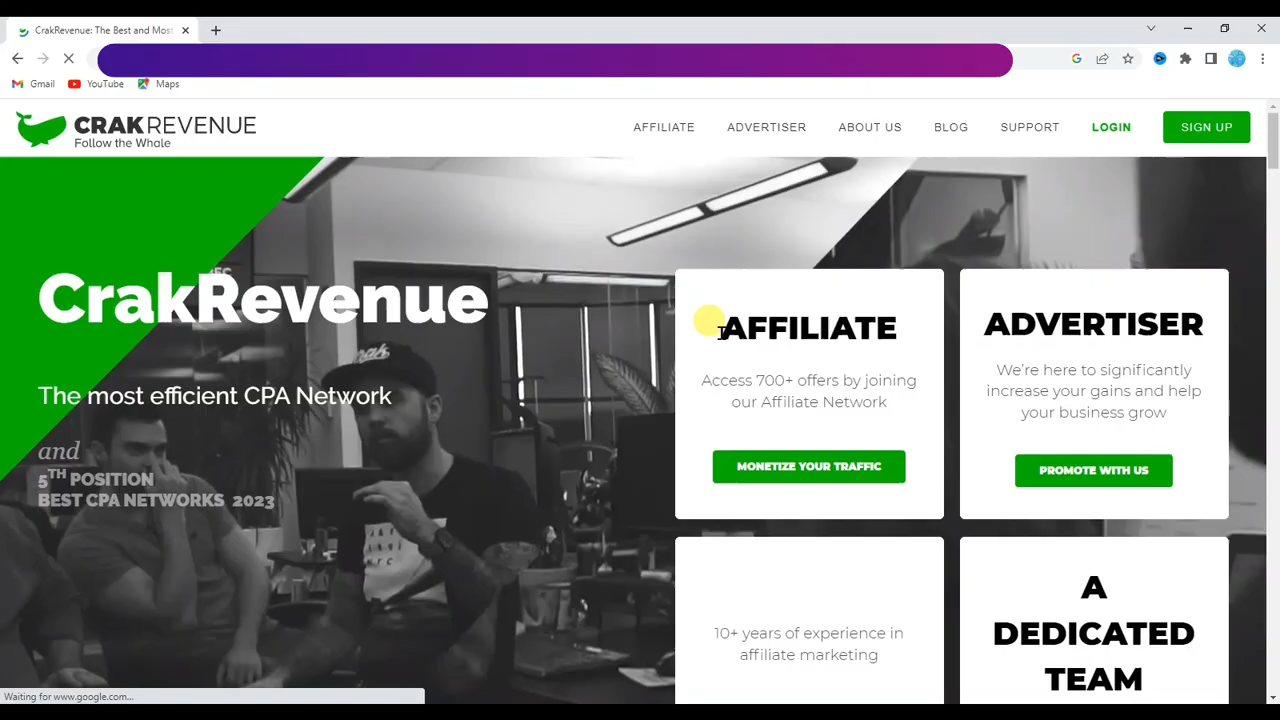 CrakRevenue: The Best and Most
Gmail
YouTube
Maps
CRAKREVENUE
Follow the Whale
AFFILIATE
ADVERTISER
ABOUT US
BLOG
SUPPORT
LOGIN
SIGN UP
CrakRevenue
The most efficient CPA Network
and
5TH POSITION
BEST CPA NETWORKS 2023
AFFILIATE
Access 700+ offers by joining
our Affiliate Network
MONETIZE YOUR TRAFFIC
ADVERTISER
We're here to significantly
increase your gains and help
your business grow
PROMOTE WITH US
10+ years of experience in
affiliate marketing
A
DEDICATED
TEAM
Waiting for www.google.com...